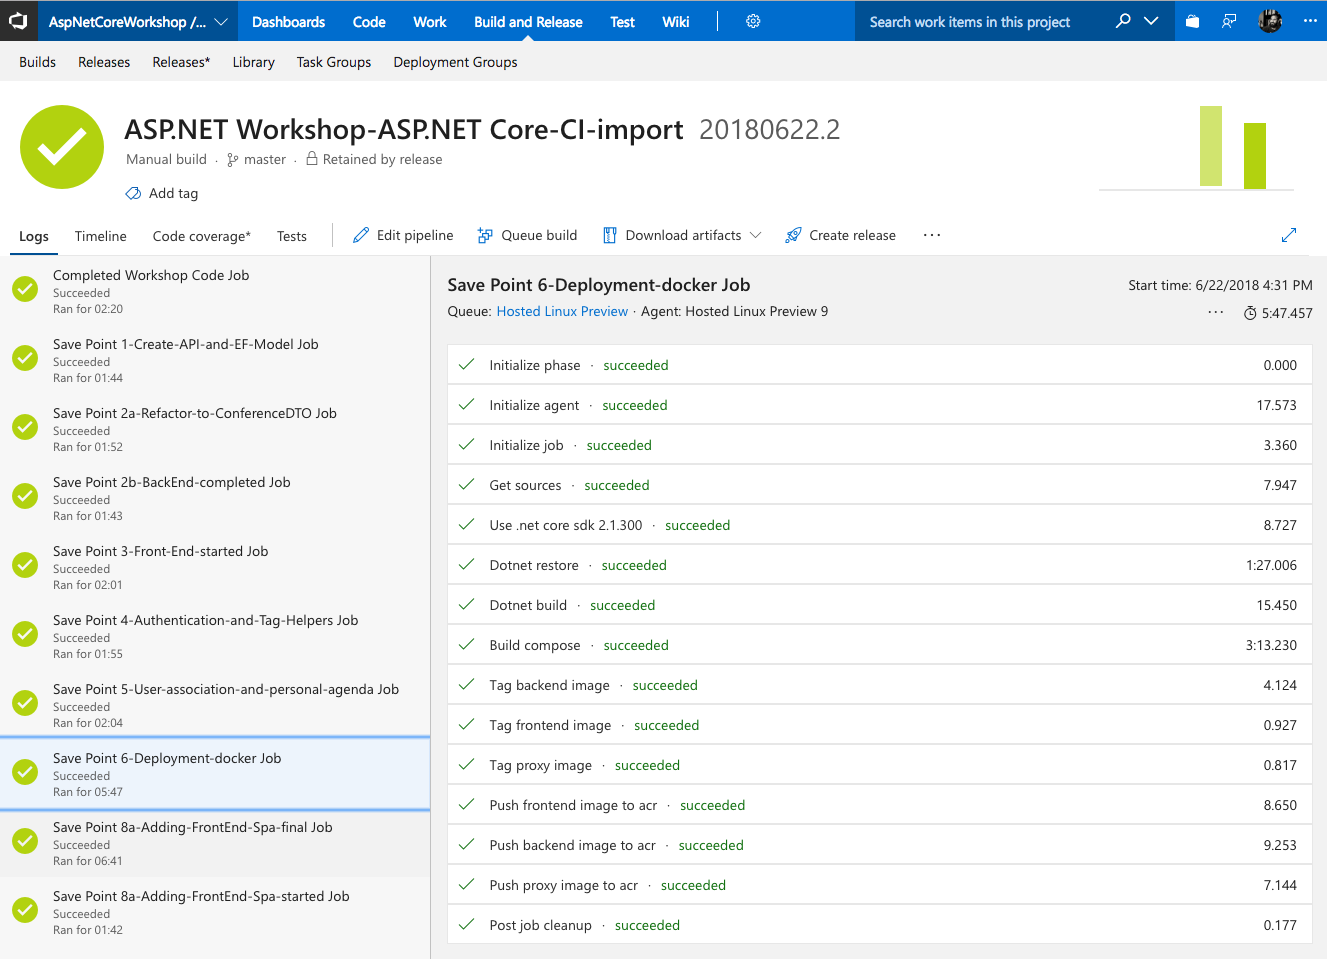 AspNetCoreWorkshop /... Dashboards Code Work Build and Release Test Wiki Search work items in this project ...
Builds Releases Releases* Library Task Groups Deployment Groups
ASP.NET Workshop-ASP.NET Core-CI-import 20180622.2
Manual build · master · Retained by release
Add tag
Logs Timeline Code coverage* Tests Edit pipeline Queue build Download artifacts Create release ...
Completed Workshop Code Job
Succeeded
Ran for 02:20
Save Point 1-Create-API-and-EF-Model Job
Succeeded
Ran for 01:44
Save Point 2a-Refactor-to-ConferenceDTO Job
Succeeded
Ran for 01:52
Save Point 2b-BackEnd-completed Job
Succeeded
Ran for 01:43
Save Point 3-Front-End-started Job
Succeeded
Ran for 02:01
Save Point 4-Authentication-and-Tag-Helpers Job
Succeeded
Ran for 01:55
Save Point 5-User-association-and-personal-agenda Job
Succeeded
Ran for 02:04
Save Point 6-Deployment-docker Job
Succeeded
Ran for 05:47
Save Point 8a-Adding-FrontEnd-Spa-final Job
Succeeded
Ran for 06:41
Save Point 8a-Adding-FrontEnd-Spa-started Job
Succeeded
Ran for 01:42
Save Point 6-Deployment-docker Job Start time: 6/22/2018 4:31 PM
Queue: Hosted Linux Preview · Agent: Hosted Linux Preview 9 ... 5:47.457
Initialize phase · succeeded 0.000
Initialize agent · succeeded 17.573
Initialize job · succeeded 3.360
Get sources · succeeded 7.947
Use .net core sdk 2.1.300 · succeeded 8.727
Dotnet restore · succeeded 1:27.006
Dotnet build · succeeded 15.450
Build compose · succeeded 3:13.230
Tag backend image · succeeded 4.124
Tag frontend image · succeeded 0.927
Tag proxy image · succeeded 0.817
Push frontend image to acr · succeeded 8.650
Push backend image to acr · succeeded 9.253
Push proxy image to acr · succeeded 7.144
Post job cleanup · succeeded 0.177